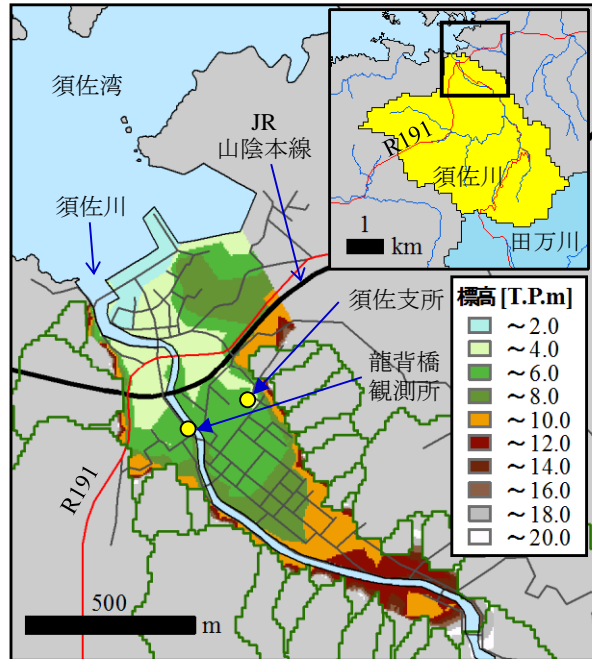 須佐湾
JR
山陰本線
須佐川
R191
須佐川
1
km
田万川
須佐支所
龍背橋
観測所
標高 [T.P.m]
～2.0
～4.0
～6.0
～8.0
～10.0
～12.0
～14.0
～16.0
～18.0
～20.0
R191
500
m